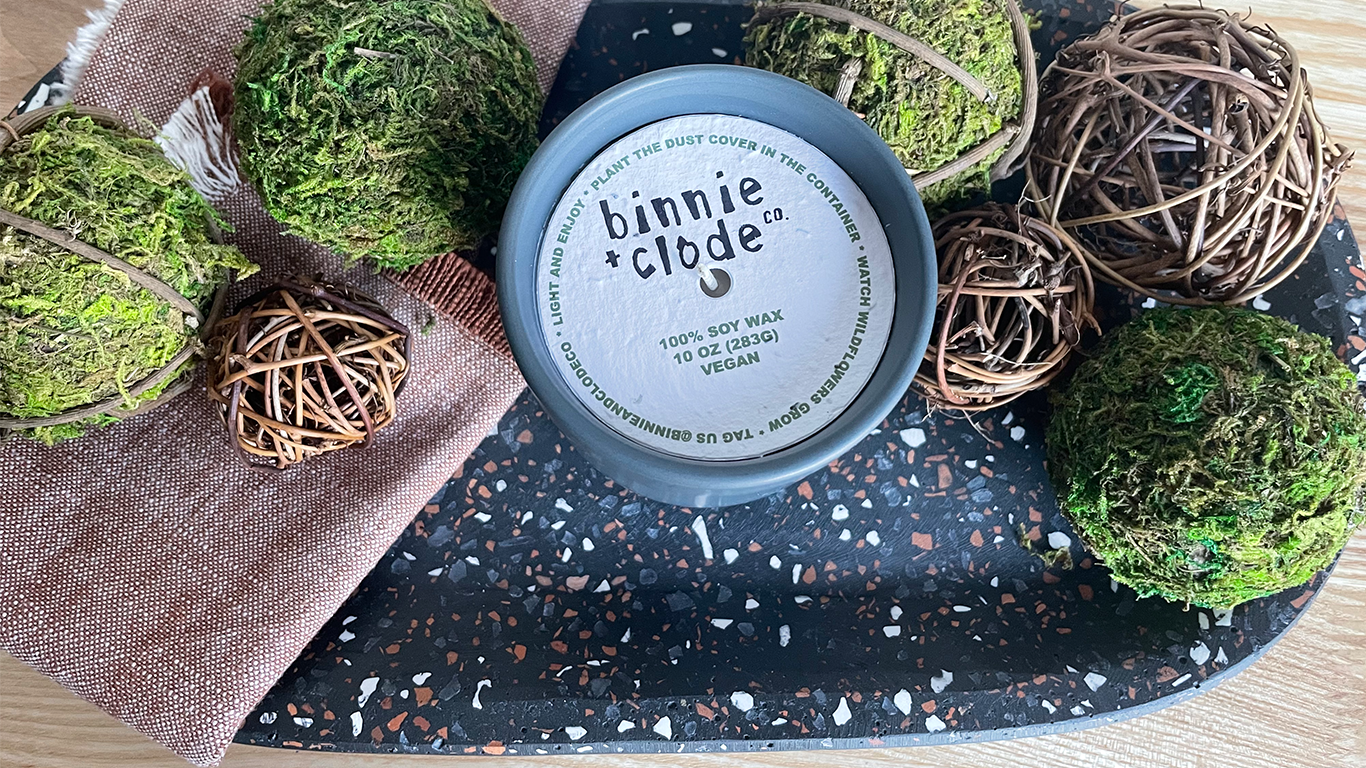 binnie
+clode co.
100% SOY WAX
10 OZ (283G)
VEGAN
LIGHT AND ENJOY • PLANT THE DUST COVER IN THE CONTAINER • WATCH WILDFLOWERS GROW • TAG US @BINNIEANDCLODECO •